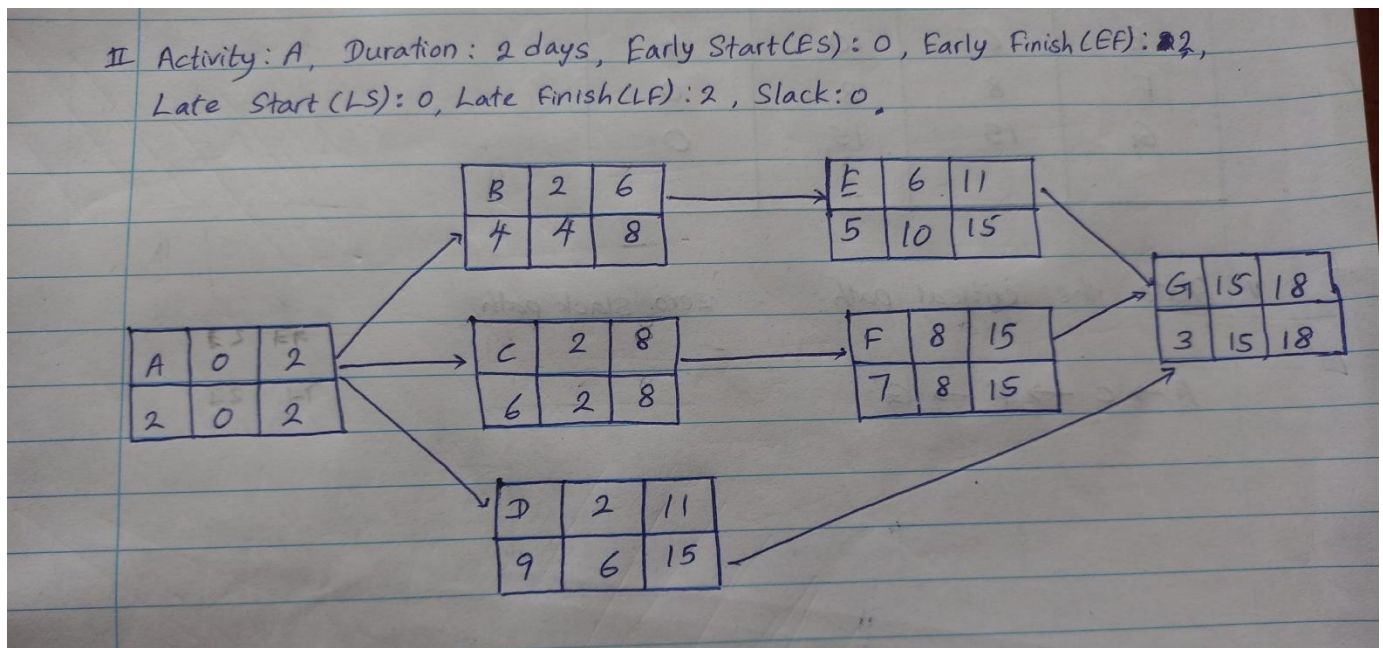 II Activity: A, Duration: 2 days, Early Start(ES): 0, Early Finish(EF): 2,
Late Start(LS): 0, Late Finish(LF): 2, Slack: 0.
B 2 6
4 4 8
E 6 11
5 10 15
G 15 18
3 15 18
A 0 2
2 0 2
C 2 8
6 2 8
F 8 15
7 8 15
D 2 11
9 6 15